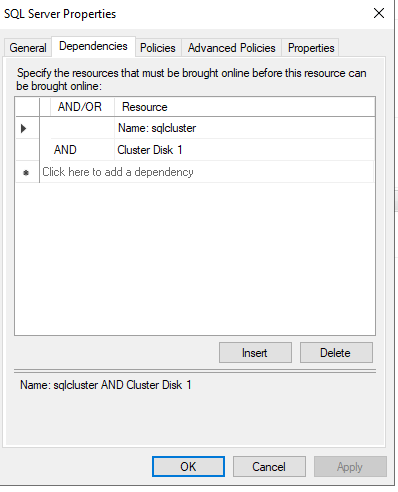 SQL Server Properties
General Dependencies Policies Advanced Policies Properties
Specify the resources that must be brought online before this resource can
be brought online:
AND/OR Resource
Name: sqlcluster
AND Cluster Disk 1
Click here to add a dependency
Insert Delete
Name: sqlcluster AND Cluster Disk 1
OK Cancel Apply